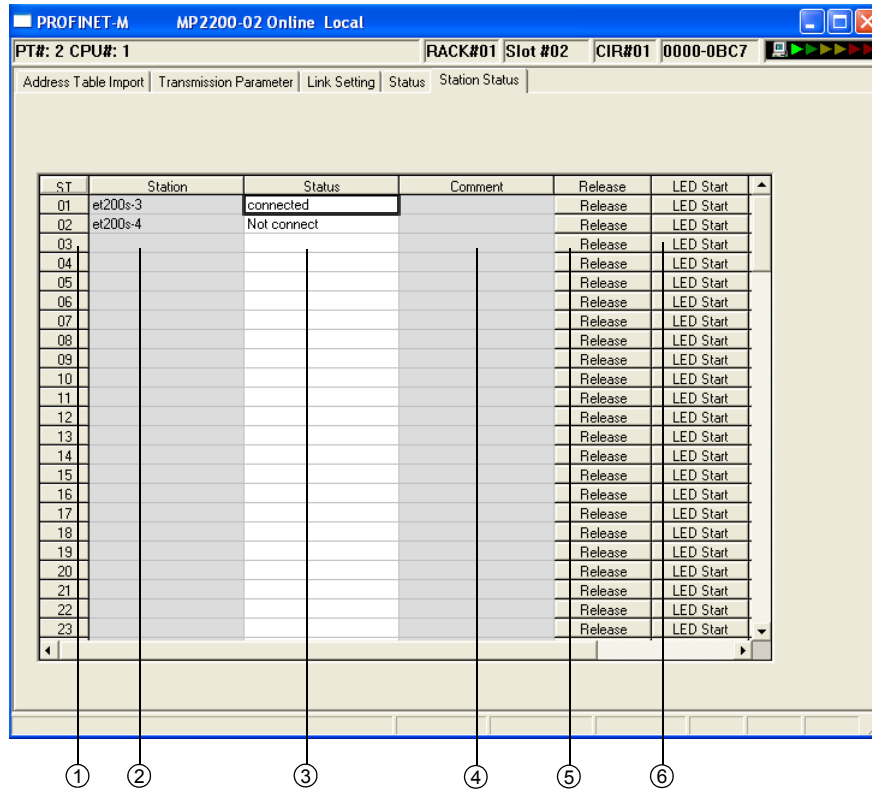 PROFINET-M MP2200-02 Online Local
PT#: 2 CPU#: 1 RACK#01 Slot #02 CIR#01 0000-0BC7
Address Table Import Transmission Parameter Link Setting Status Station Status
ST Station Status Comment Release LED Start
01 et200s-3 connected Release LED Start
02 et200s-4 Not connect Release LED Start
03 Release LED Start
04 Release LED Start
05 Release LED Start
06 Release LED Start
07 Release LED Start
08 Release LED Start
09 Release LED Start
10 Release LED Start
11 Release LED Start
12 Release LED Start
13 Release LED Start
14 Release LED Start
15 Release LED Start
16 Release LED Start
17 Release LED Start
18 Release LED Start
19 Release LED Start
20 Release LED Start
21 Release LED Start
22 Release LED Start
23 Release LED Start
① ② ③ ④ ⑤ ⑥